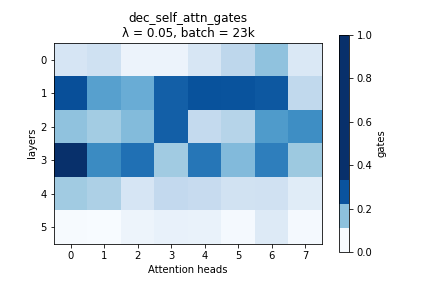 dec_self_attn_gates
λ = 0.05, batch = 23k
0
1
2
3
4
5
layers
0 1 2 3 4 5 6 7
Attention heads
1.0
0.8
0.6
0.4
0.2
0.0
gates